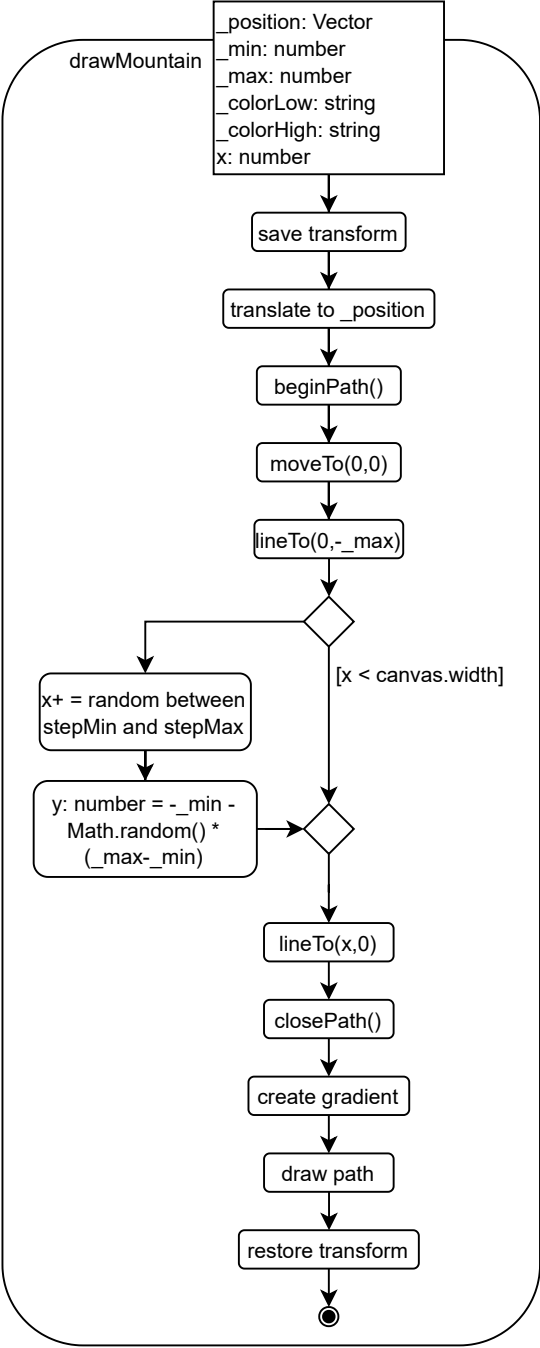 drawMountain
_position: Vector
_min: number
_max: number
_colorLow: string
_colorHigh: string
x: number
save transform
translate to _position
beginPath()
moveTo(0,0)
lineTo(0,-_max)
[x < canvas.width]
x+ = random between
stepMin and stepMax
y: number = -_min -
Math.random() *
(_max-_min)
lineTo(x,0)
closePath()
create gradient
draw path
restore transform